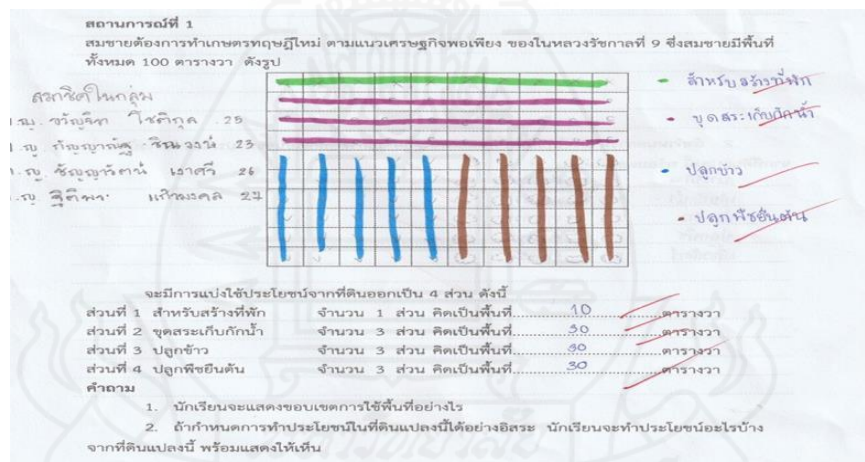 สถานการณ์ที่ 1
สมชายต้องการทำเกษตรทฤษฎีใหม่ ตามแนวเศรษฐกิจพอเพียง ของในหลวงรัชกาลที่ 9 ซึ่งสมชายมีพื้นที่
ทั้งหมด 100 ตารางวา ดังรูป
สมาชิกในกลุ่ม
25
23
26
แก้วมงคล 27
สำหรับสร้างที่พัก
ขุดสระเก็บกักน้ำ
ปลูกข้าว
ปลูกพืชยืนต้น
จะมีการแบ่งใช้ประโยชน์จากที่ดินออกเป็น 4 ส่วน ดังนี้
ส่วนที่ 1 สำหรับสร้างที่พัก จำนวน 1 ส่วน คิดเป็นพื้นที่ 10 ตารางวา
ส่วนที่ 2 ขุดสระเก็บกักน้ำ จำนวน 3 ส่วน คิดเป็นพื้นที่ 30 ตารางวา
ส่วนที่ 3 ปลูกข้าว จำนวน 3 ส่วน คิดเป็นพื้นที่ 30 ตารางวา
ส่วนที่ 4 ปลูกพืชยืนต้น จำนวน 3 ส่วน คิดเป็นพื้นที่ 30 ตารางวา
คำถาม
1. นักเรียนจะแสดงขอบเขตการใช้พื้นที่อย่างไร
2. ถ้ากำหนดการทำประโยชน์ในที่ดินแปลงนี้ได้อย่างอิสระ นักเรียนจะทำประโยชน์อะไรบ้าง
จากที่ดินแปลงนี้ พร้อมแสดงให้เห็น